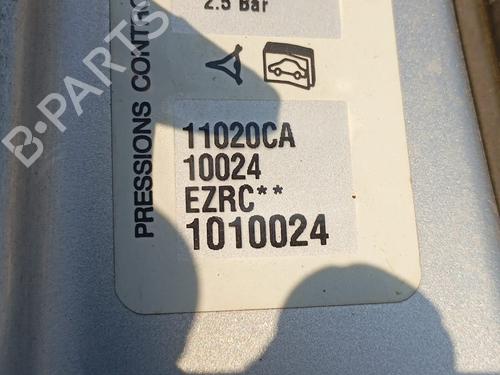 2.5 Bar
PRESSIONS CONTRO
11020CA
10024
EZRC**
1010024
B-PARTS